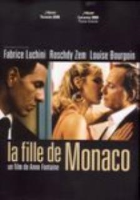 Fabrice Luchini Roschdy Zem Louise Bourgoin
la fille de Monaco
un film de Anne Fontaine